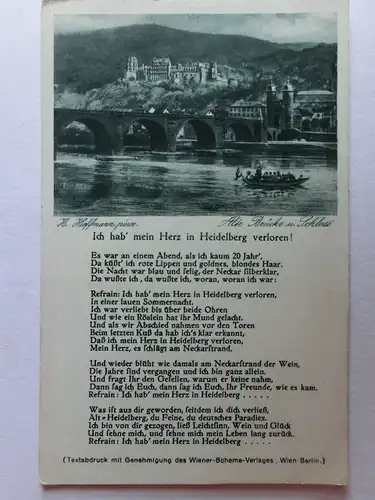 H. Hoffmann, pinx.
Alte Brücke u. Schloss
Ich hab' mein Herz in Heidelberg verloren!
Es war an einem Abend, als ich kaum 20 Jahr',
Da küßt' ich rote Lippen und goldnes, blondes Haar.
Die Nacht war blau und selig, der Neckar silberklar,
Da wußte ich, da wußte ich, woran, woran ich war:
Refrain: Ich hab' mein Herz in Heidelberg verloren,
In einer lauen Sommernacht.
Ich war verliebt bis über beide Ohren
Und wie ein Röslein hat ihr Mund gelacht.
Und als wir Abschied nahmen vor den Toren
Beim letzten Kuß da hab ich's klar erkannt,
Daß ich mein Herz in Heidelberg verloren,
Mein Herz, es schlägt am Neckarstrand.
Und wieder blüht wie damals am Neckarstrand der Wein,
Die Jahre sind vergangen und ich bin ganz allein.
Und fragt Ihr den Gesellen, warum er keine nahm,
Dann sag ich Euch, dann sag ich Euch, Ihr Freunde, wie es kam.
Refrain: Ich hab' mein Herz in Heidelberg . . . . .
Was ist aus dir geworden, seitdem ich dich verließ,
Alt-Heidelberg, du Feine, du deutsches Paradies.
Ich bin von dir gezogen, ließ Leichtsinn, Wein und Glück
Und sehne mich, und sehne mich mein Leben lang zurück.
Refrain: Ich hab' mein Herz in Heidelberg . . . . .
(Textabdruck mit Genehmigung des Wiener-Boheme-Verlages, Wien Berlin.)